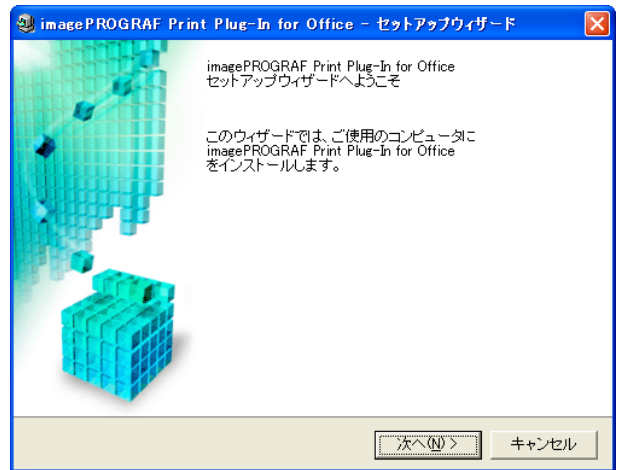 imagePROGRAF Print Plug-In for Office - セットアップウィザード
imagePROGRAF Print Plug-In for Office
セットアップウィザードへようこそ
このウィザードでは、ご使用のコンピュータに
imagePROGRAF Print Plug-In for Office
をインストールします。
次へ(N) >
キャンセル